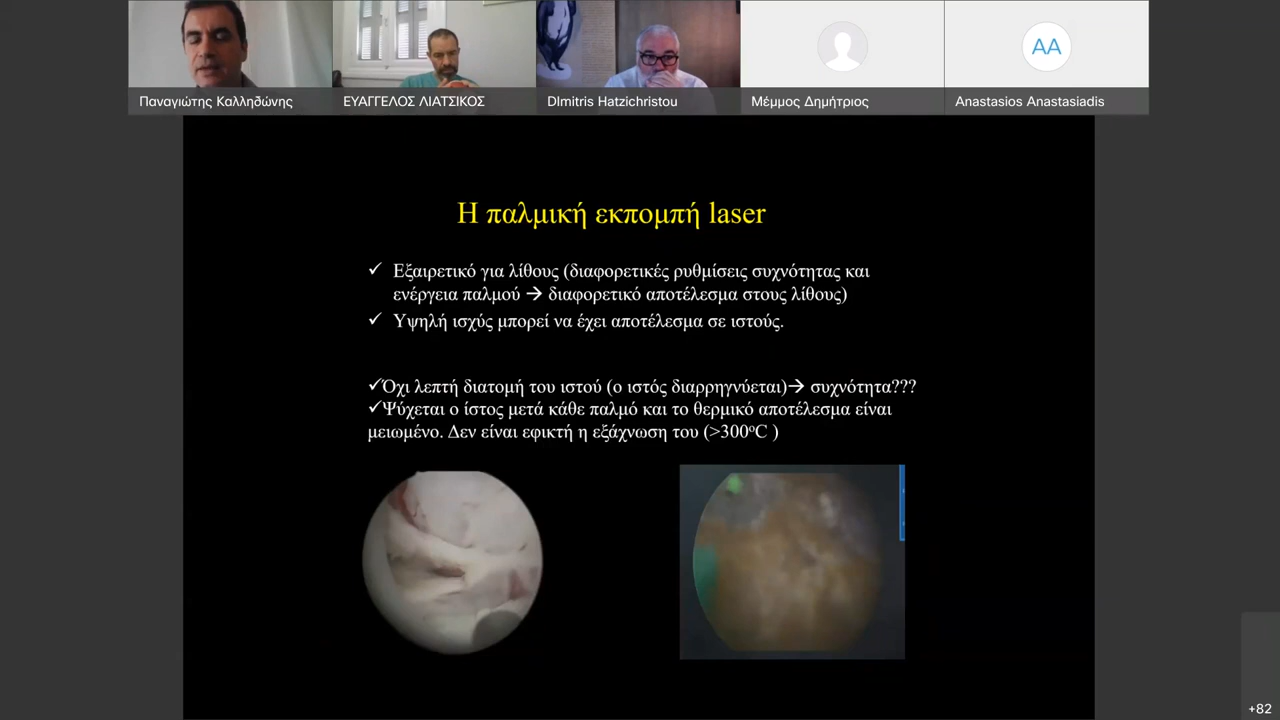 Παναγιώτης Καλληδώνης
ΕΥΑΓΓΕΛΟΣ ΛΙΑΤΣΙΚΟΣ
DImitris Hatzichristou
Μέμμος Δημήτριος
AA
Anastasios Anastasiadis
Η παλμική εκπομπή laser
✓ Εξαιρετικό για λίθους (διαφορετικές ρυθμίσεις συχνότητας και
ενέργεια παλμού → διαφορετικό αποτέλεσμα στους λίθους)
✓ Υψηλή ισχύς μπορεί να έχει αποτέλεσμα σε ιστούς.
✓Όχι λεπτή διατομή του ιστού (ο ιστός διαρρηγνύεται)→ συχνότητα???
✓Ψύχεται ο ίστος μετά κάθε παλμό και το θερμικό αποτέλεσμα είναι
μειωμένο. Δεν είναι εφικτή η εξάχνωση του (>300°C )
+82